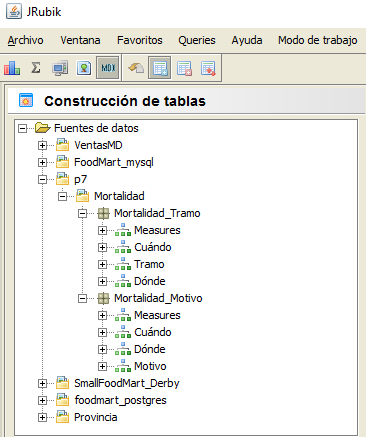 JRubik
Archivo Ventana Favoritos Queries Ayuda Modo de trabajo
Σ MDX
Construcción de tablas
Fuentes de datos
VentasMD
FoodMart_mysql
p7
Mortalidad
Mortalidad_Tramo
Measures
Cuándo
Tramo
Dónde
Mortalidad_Motivo
Measures
Cuándo
Dónde
Motivo
SmallFoodMart_Derby
foodmart_postgres
Provincia